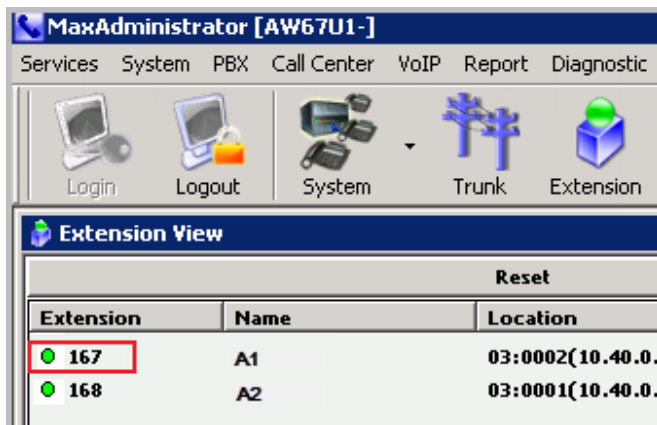 MaxAdministrator [AW67U1-]
Services System PBX Call Center VoIP Report Diagnostic
Login Logout System Trunk Extension
Extension View
Reset
Extension Name Location
167 A1 03:0002(10.40.0.
168 A2 03:0001(10.40.0.